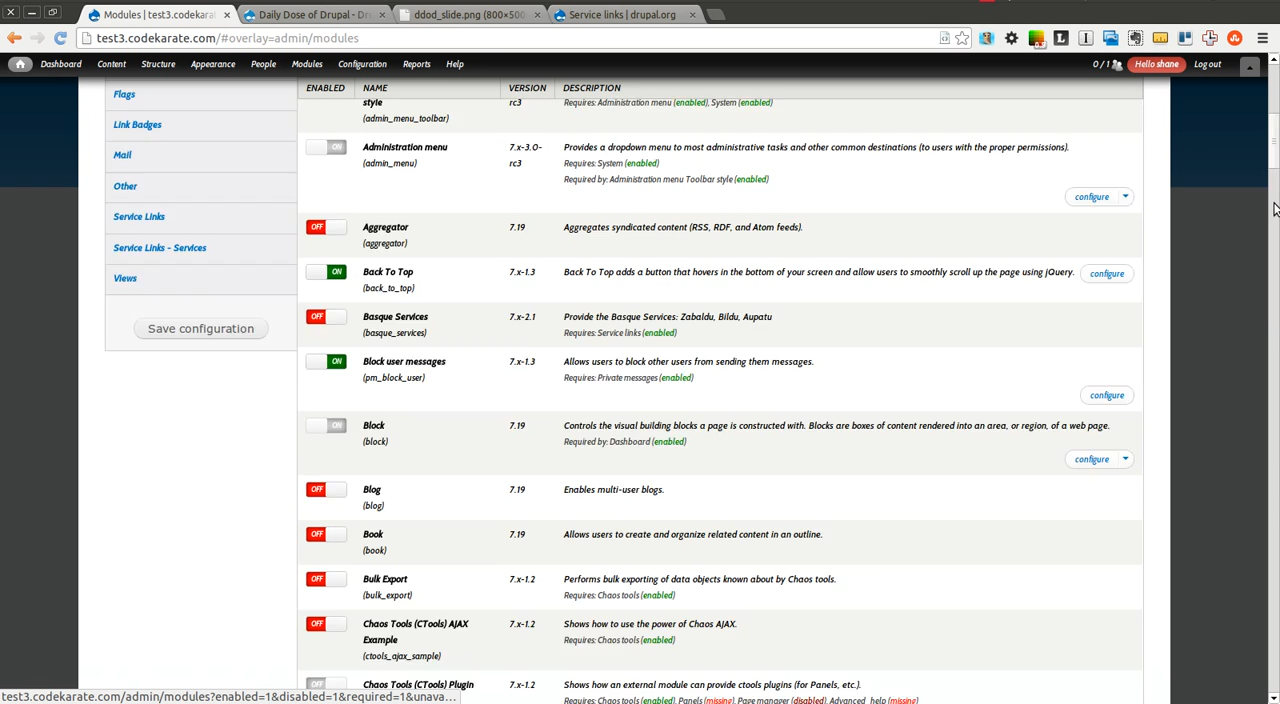 Modules | test3.codekara
Daily Dose of Drupal - Dr
ddod_slide.png (800×500
Service links | drupal.org
test3.codekarate.com/#overlay=admin/modules
Dashboard Content Structure Appearance People Modules Configuration Reports Help
0 / 1 Hello shane Log out
Flags
Link Badges
Mail
Other
Service Links
Service Links - Services
Views
Save configuration
ENABLED NAME VERSION DESCRIPTION
style rc3 Requires: Administration menu (enabled), System (enabled)
(admin_menu_toolbar)
ON Administration menu 7.x-3.0- Provides a dropdown menu to most administrative tasks and other common destinations (to users with the proper permissions).
(admin_menu) rc3 Requires: System (enabled)
Required by: Administration menu Toolbar style (enabled)
configure
OFF Aggregator 7.19 Aggregates syndicated content (RSS, RDF, and Atom feeds).
(aggregator)
ON Back To Top 7.x-1.3 Back To Top adds a button that hovers in the bottom of your screen and allow users to smoothly scroll up the page using jQuery. configure
(back_to_top)
OFF Basque Services 7.x-2.1 Provide the Basque Services: Zabaldu, Bildu, Aupatu
(basque_services) Requires: Service links (enabled)
ON Block user messages 7.x-1.3 Allows users to block other users from sending them messages.
(pm_block_user) Requires: Private messages (enabled)
configure
ON Block 7.19 Controls the visual building blocks a page is constructed with. Blocks are boxes of content rendered into an area, or region, of a web page.
(block) Required by: Dashboard (enabled)
configure
OFF Blog 7.19 Enables multi-user blogs.
(blog)
OFF Book 7.19 Allows users to create and organize related content in an outline.
(book)
OFF Bulk Export 7.x-1.2 Performs bulk exporting of data objects known about by Chaos tools.
(bulk_export) Requires: Chaos tools (enabled)
OFF Chaos Tools (CTools) AJAX 7.x-1.2 Shows how to use the power of Chaos AJAX.
Example Requires: Chaos tools (enabled)
(ctools_ajax_sample)
OFF Chaos Tools (CTools) Plugin 7.x-1.2 Shows how an external module can provide ctools plugins (for Panels, etc.).
Requires: Chaos tools (enabled), Panels (missing), Page manager (disabled), Advanced_help (missing)
test3.codekarate.com/admin/modules?enabled=1&disabled=1&required=1&unava...